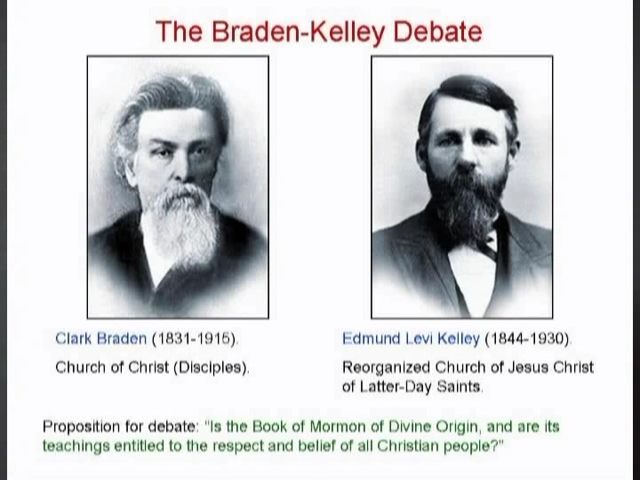 The Braden-Kelley Debate
Clark Braden (1831-1915).
Church of Christ (Disciples).
Edmund Levi Kelley (1844-1930).
Reorganized Church of Jesus Christ
of Latter-Day Saints.
Proposition for debate: "Is the Book of Mormon of Divine Origin, and are its
teachings entitled to the respect and belief of all Christian people?"